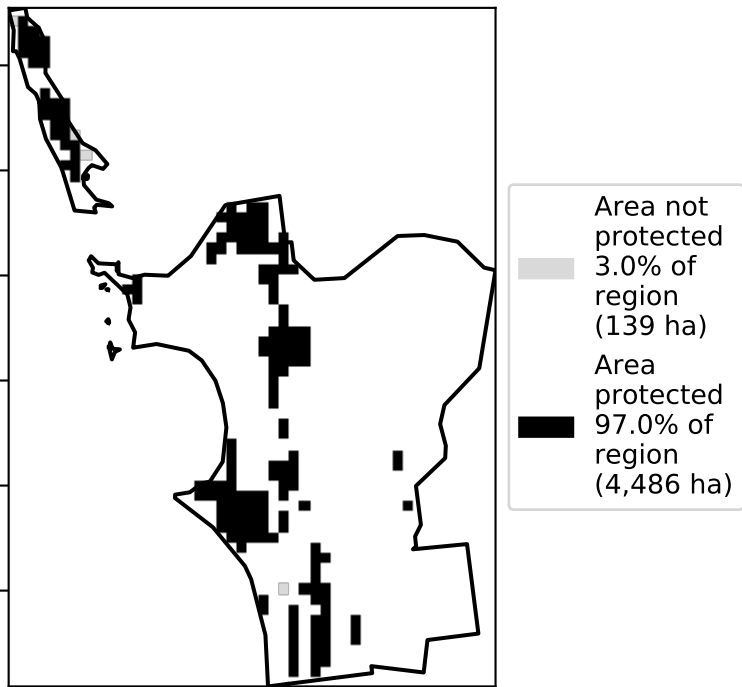 Area not
protected
3.0% of
region
(139 ha)
Area
protected
97.0% of
region
(4,486 ha)